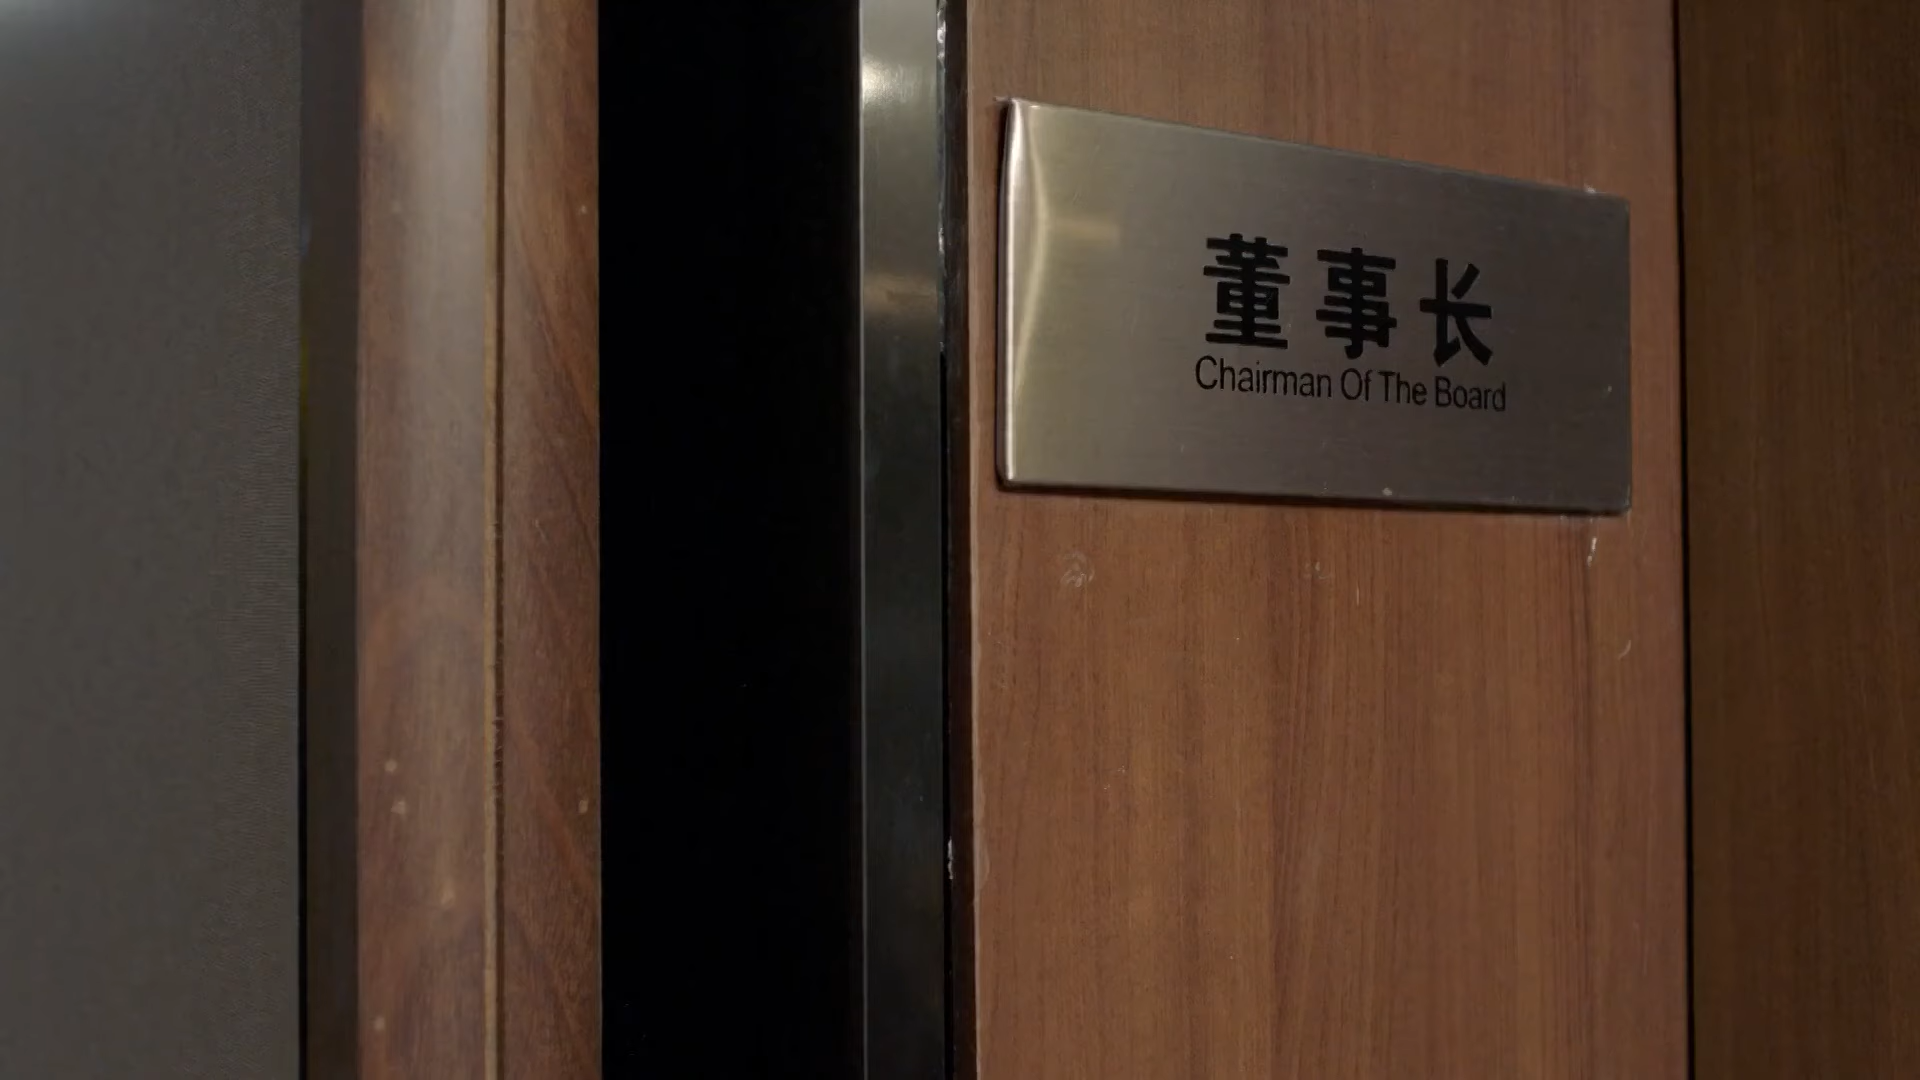 董事长
Chairman Of The Board